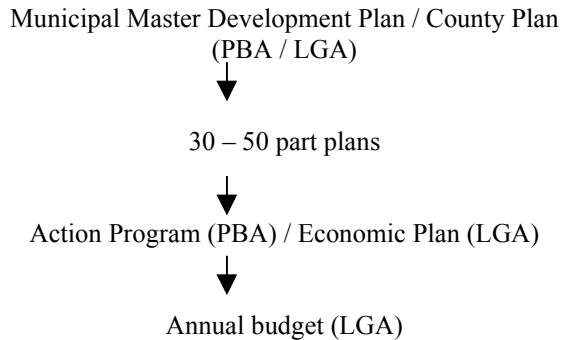 Municipal Master Development Plan / County Plan
(PBA / LGA)
30 – 50 part plans
Action Program (PBA) / Economic Plan (LGA)
Annual budget (LGA)